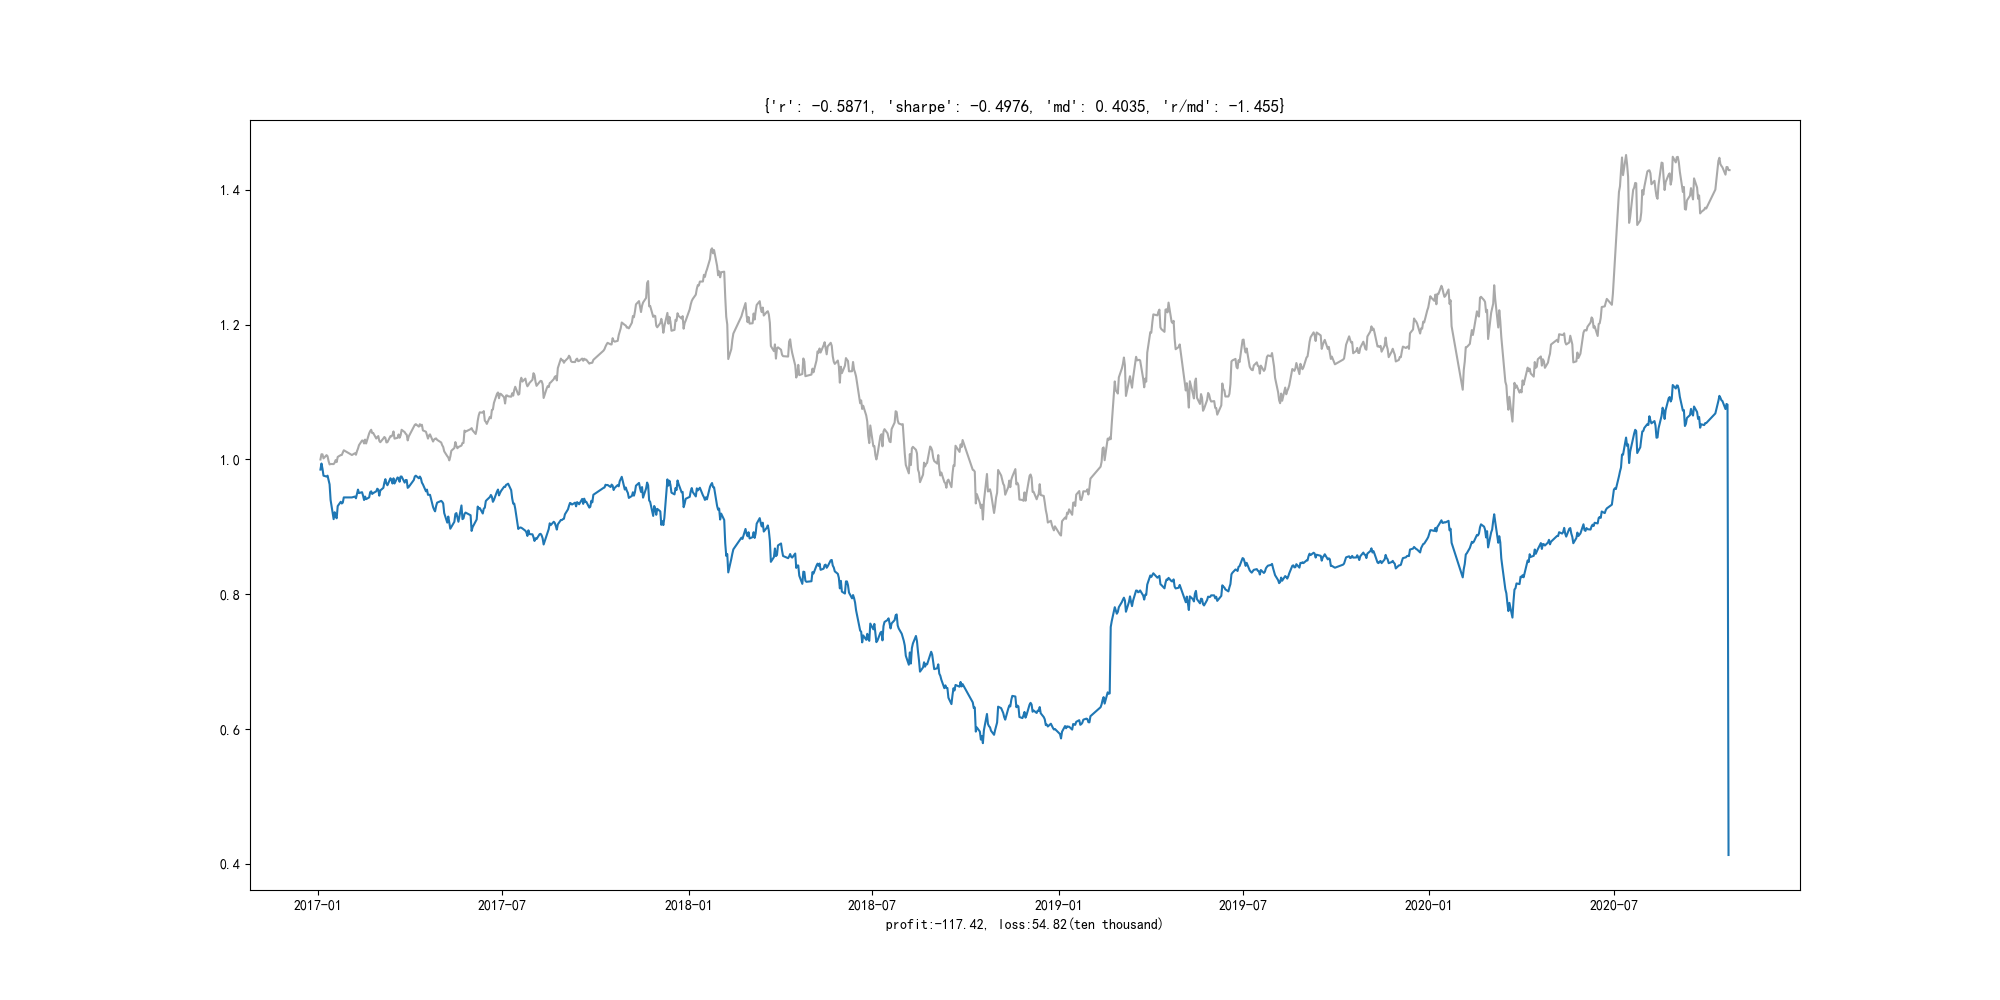 {'r': -0.5871, 'sharpe': -0.4976, 'md': 0.4035, 'r/md': -1.455}
1.4
1.2
1.0
0.8
0.6
0.4
2017-01 2017-07 2018-01 2018-07 2019-01 2019-07 2020-01 2020-07
profit:-117.42, loss:54.82(ten thousand)